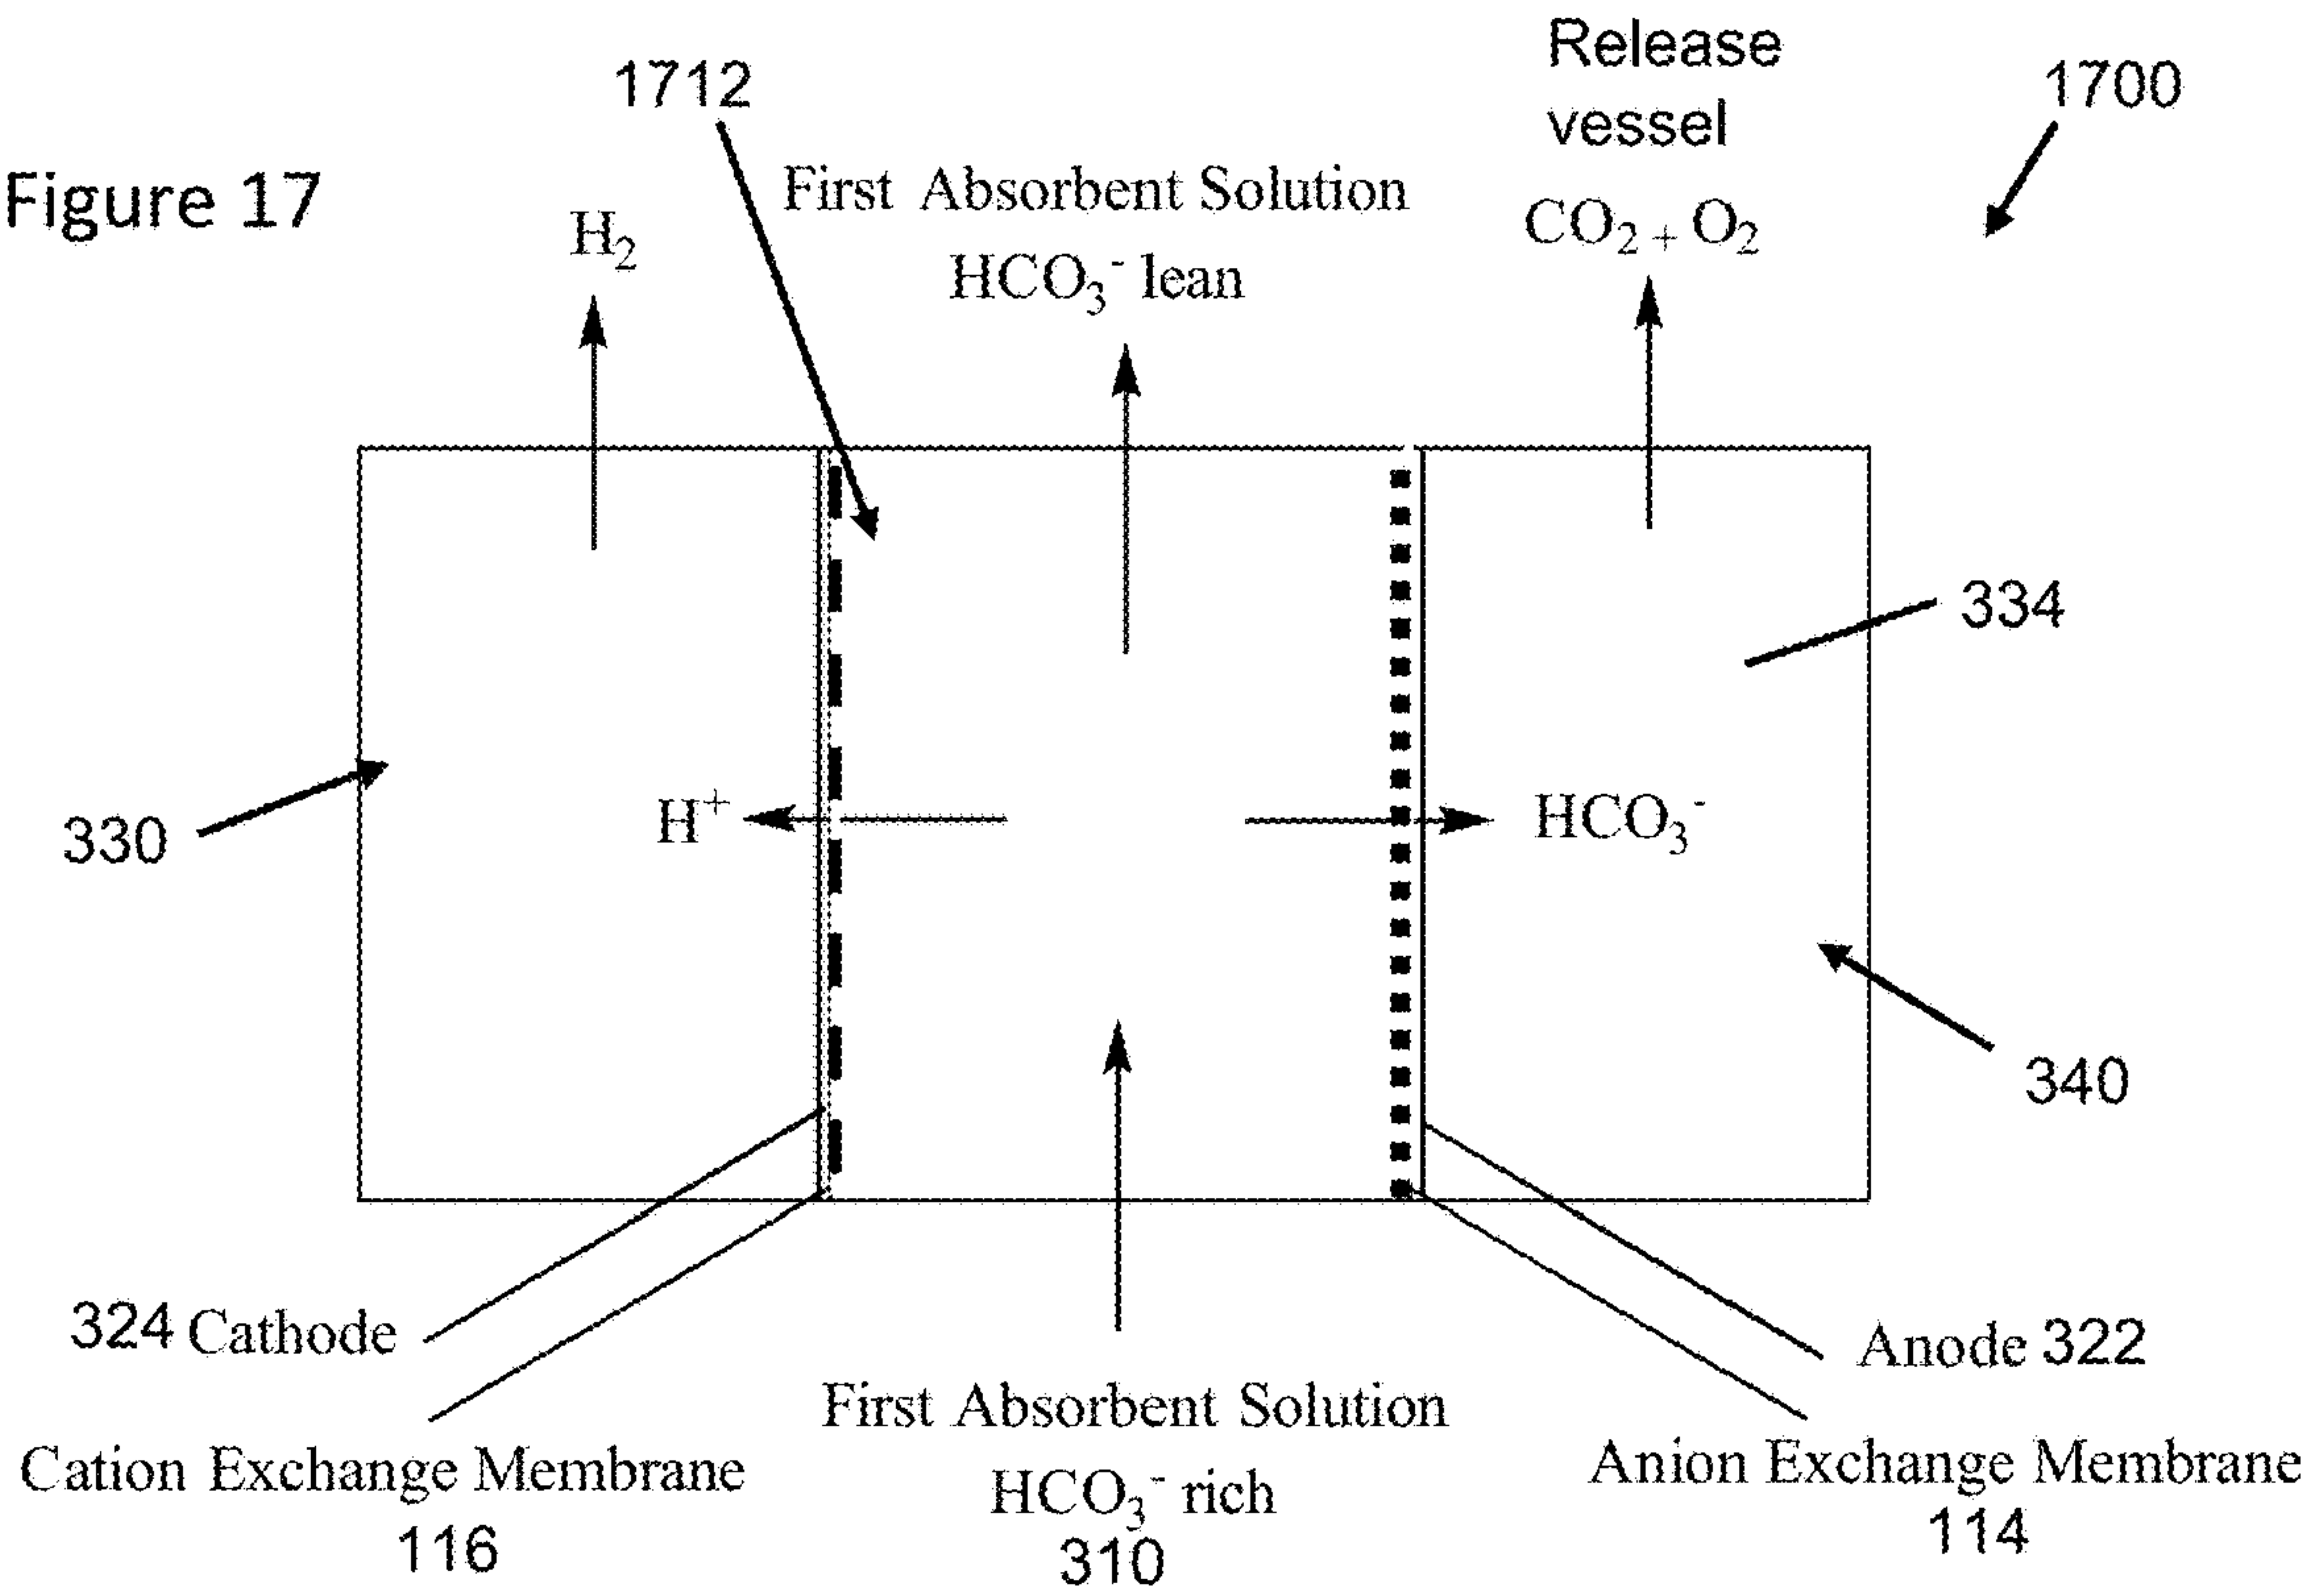 Figure 17
1712
Release
vessel
1700
H₂
First Absorbent Solution
HCO₃⁻ lean
CO₂ + O₂
334
330
H⁺
HCO₃⁻
340
324 Cathode
Anode 322
Cation Exchange Membrane
116
First Absorbent Solution
HCO₃⁻ rich
310
Anion Exchange Membrane
114